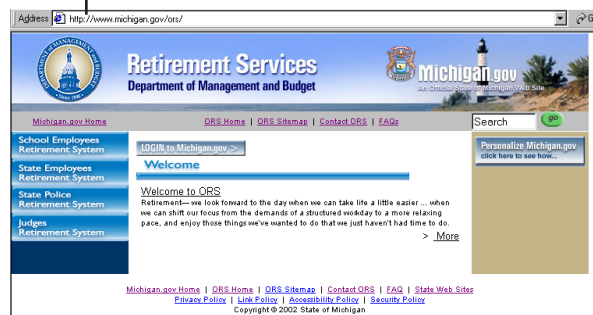 Address http://www.michigan.gov/ors/ G
DEPARTMENT OF MANAGEMENT AND BUDGET
Since 1948
Retirement Services
Department of Management and Budget
Michigan.gov
An Official State of Michigan Web Site
Michigan.gov Home
ORS Home | ORS Sitemap | Contact ORS | FAQs
Search go
School Employees
Retirement System
State Employees
Retirement System
State Police
Retirement System
Judges
Retirement System
LOGIN to Michigan.gov >
Welcome
Welcome to ORS
Retirement— we look forward to the day when we can take life a little easier ... when
we can shift our focus from the demands of a structured workday to a more relaxing
pace, and enjoy those things we've wanted to do that we just haven't had time to do.
> More
Personalize Michigan.gov
click here to see how...
Michigan.gov Home | ORS Home | ORS Sitemap | Contact ORS | FAQ | State Web Sites
Privacy Policy | Link Policy | Accessibility Policy | Security Policy
Copyright © 2002 State of Michigan